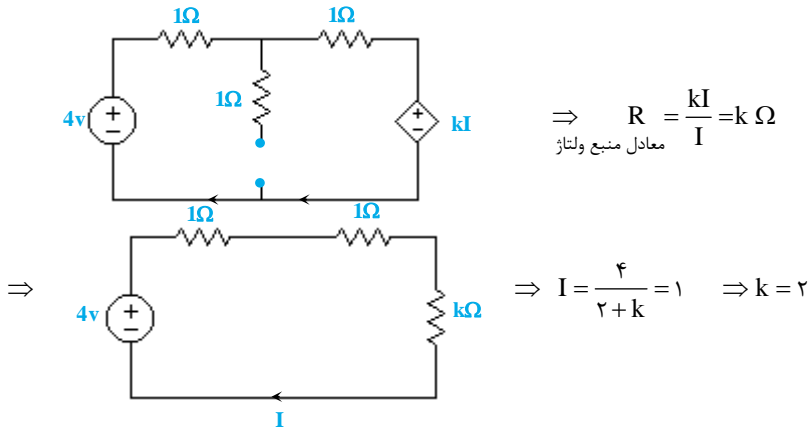 1Ω 1Ω
1Ω
4v kI ⇒ R = kI/I = k Ω
معادل منبع ولتاژ
1Ω 1Ω
⇒ 4v kΩ ⇒ I = ۴/(۲+k) = ۱ ⇒ k = ۲
I